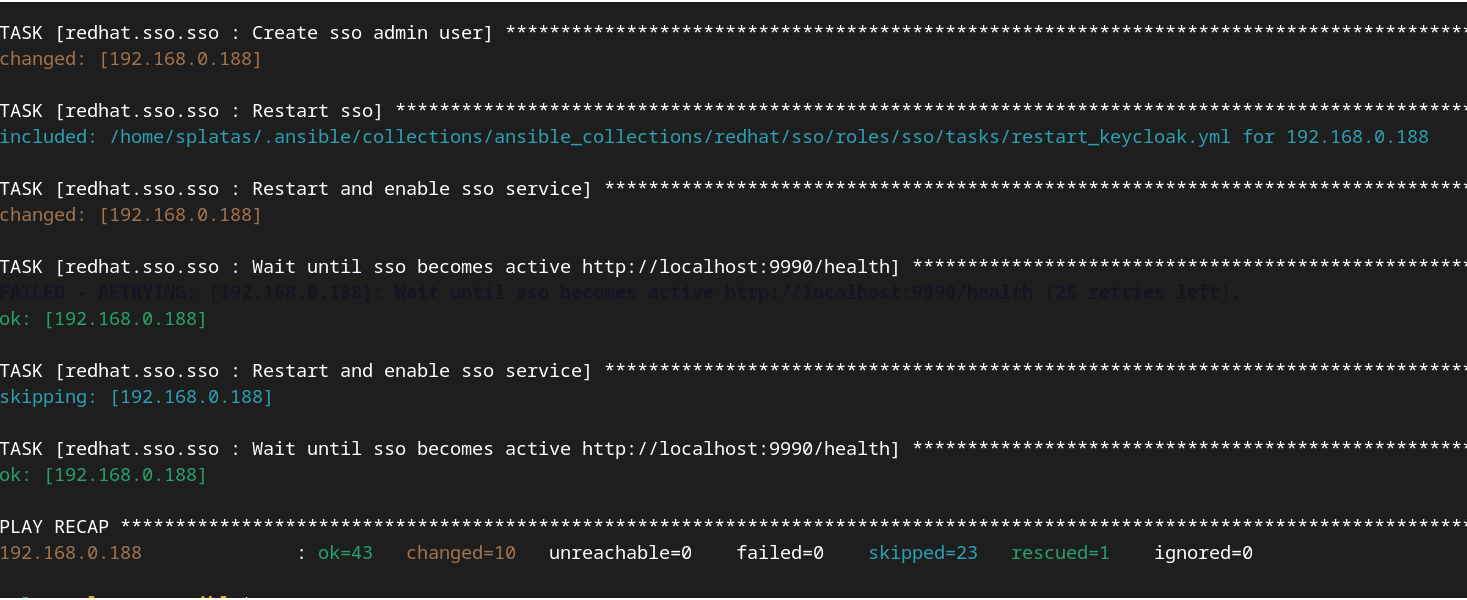 TASK [redhat.sso.sso : Create sso admin user] ****************************************************************************************
changed: [192.168.0.188]
TASK [redhat.sso.sso : Restart sso] **************************************************************************************************
included: /home/splatas/.ansible/collections/ansible_collections/redhat/sso/roles/sso/tasks/restart_keycloak.yml for 192.168.0.188
TASK [redhat.sso.sso : Restart and enable sso service] *******************************************************************************
changed: [192.168.0.188]
TASK [redhat.sso.sso : Wait until sso becomes active http://localhost:9990/health] ***************************************************
FAILED - RETRYING: [192.168.0.188]: Wait until sso becomes active http://localhost:9990/health (25 retries left).
ok: [192.168.0.188]
TASK [redhat.sso.sso : Restart and enable sso service] *******************************************************************************
skipping: [192.168.0.188]
TASK [redhat.sso.sso : Wait until sso becomes active http://localhost:9990/health] ***************************************************
ok: [192.168.0.188]
PLAY RECAP ***************************************************************************************************************************
192.168.0.188 : ok=43 changed=10 unreachable=0 failed=0 skipped=23 rescued=1 ignored=0